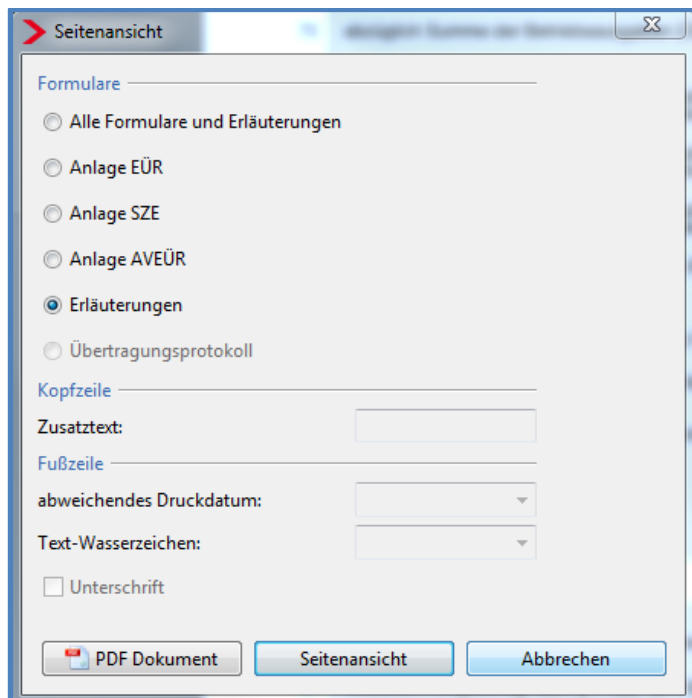 Seitenansicht
Formulare
Alle Formulare und Erläuterungen
Anlage EÜR
Anlage SZE
Anlage AVEÜR
Erläuterungen
Übertragungsprotokoll
Kopfzeile
Zusatztext:
Fußzeile
abweichendes Druckdatum:
Text-Wasserzeichen:
Unterschrift
PDF Dokument Seitenansicht Abbrechen